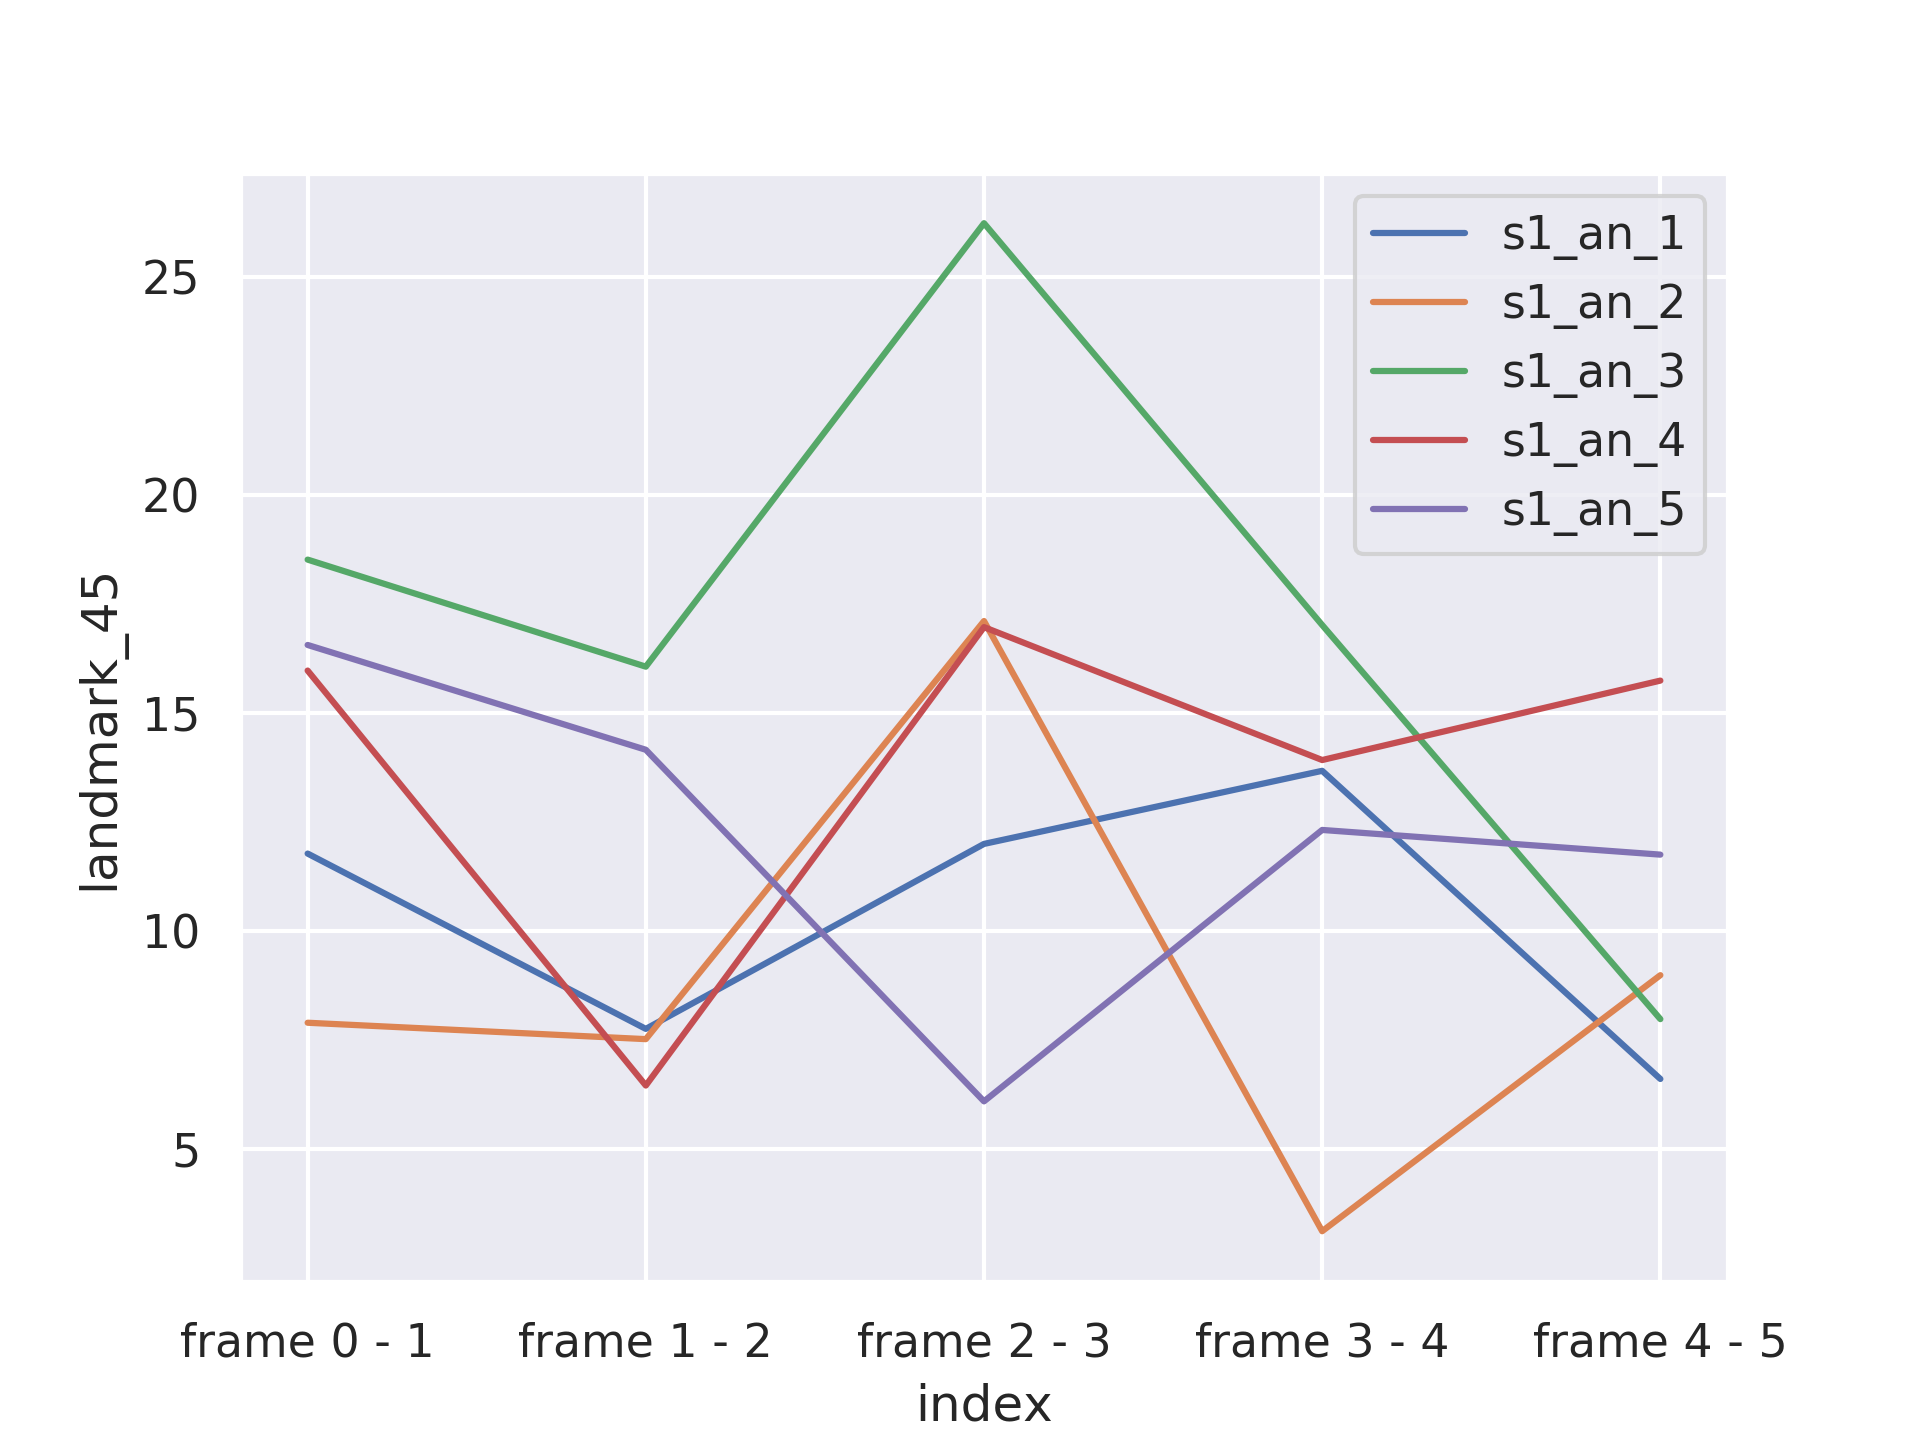 s1_an_1
s1_an_2
s1_an_3
s1_an_4
s1_an_5
25
20
15
10
5
landmark_45
frame 0 - 1 frame 1 - 2 frame 2 - 3 frame 3 - 4 frame 4 - 5
index